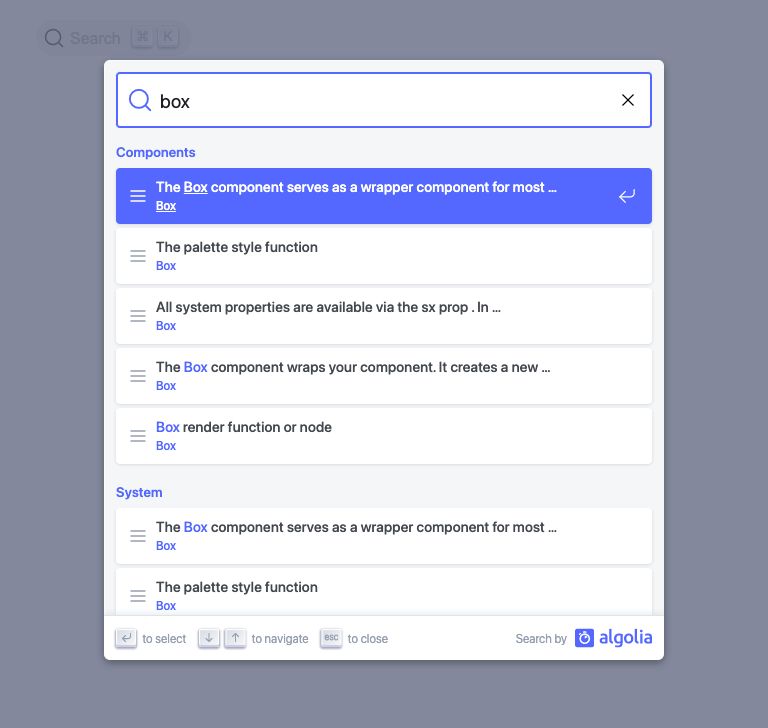 Search ⌘ K
box
Components
The Box component serves as a wrapper component for most ...
Box
The palette style function
Box
All system properties are available via the sx prop . In ...
Box
The Box component wraps your component. It creates a new ...
Box
Box render function or node
Box
System
The Box component serves as a wrapper component for most ...
Box
The palette style function
Box
to select to navigate esc to close Search by algolia